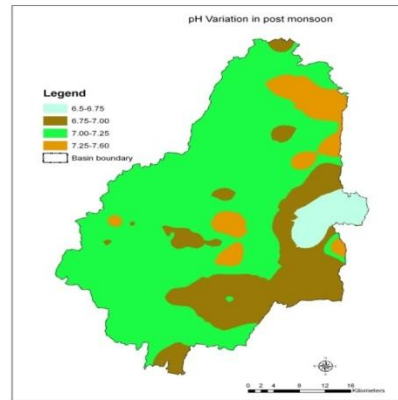 pH Variation in post monsoon
Legend
6.5-6.75
6.75-7.00
7.00-7.25
7.25-7.60
Basin boundary
0 2 4 8 12 16
Kilometers